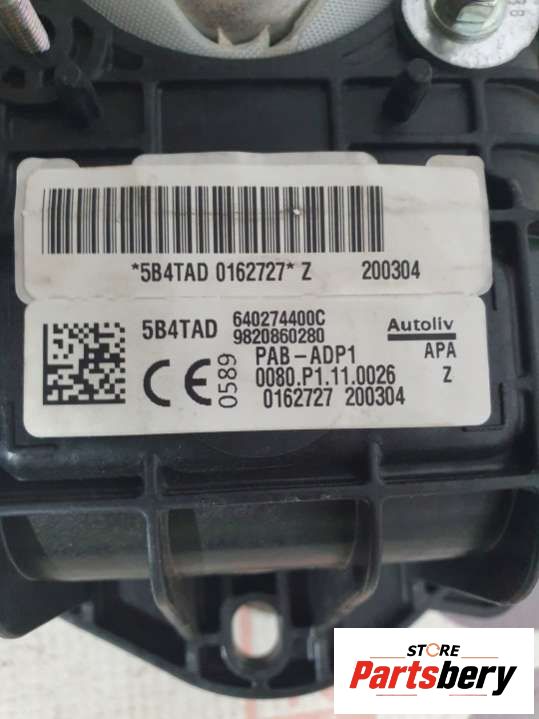 *5B4TAD 0162727* Z 200304
5B4TAD 640274400C
9820860280
Autoliv
0589
PAB-ADP1 APA
0080.P1.11.0026 Z
0162727 200304
STORE
Partsbery